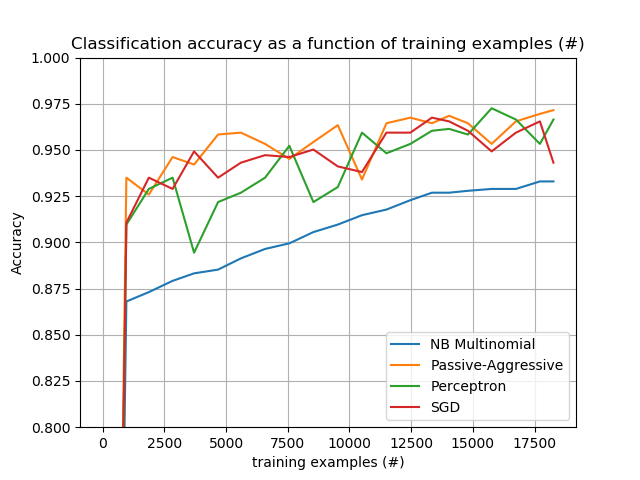 Classification accuracy as a function of training examples (#)
1.000
0.975
0.950
0.925
0.900
0.875
0.850
0.825
0.800
Accuracy
NB Multinomial
Passive-Aggressive
Perceptron
SGD
0 2500 5000 7500 10000 12500 15000 17500
training examples (#)